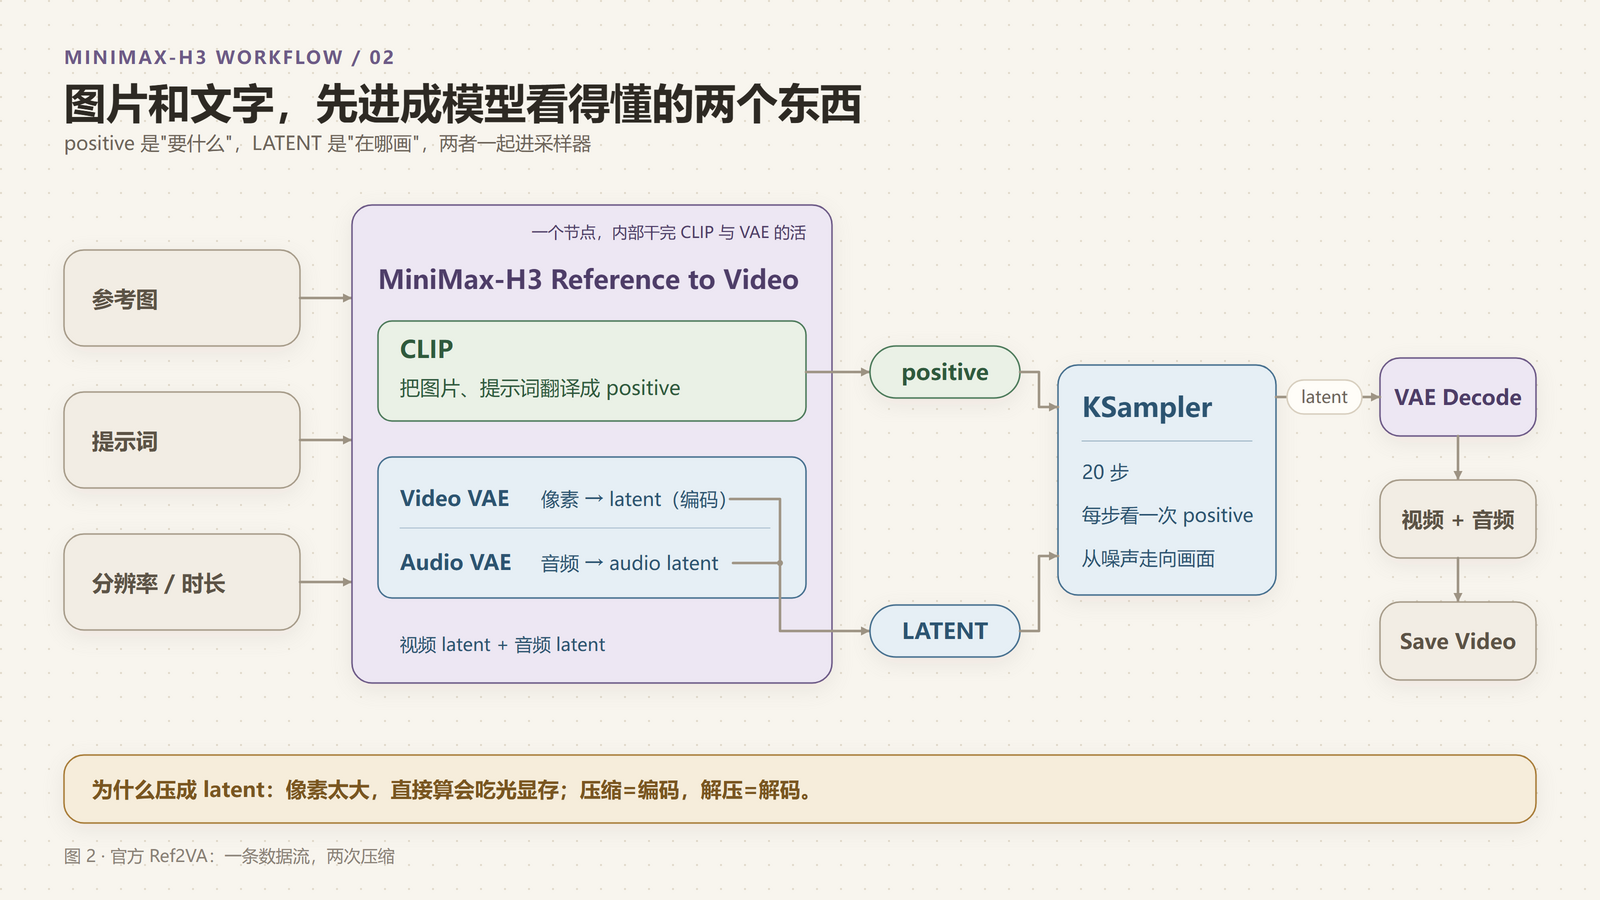 MINIMAX-H3 WORKFLOW / 02
图片和文字，先进成模型看得懂的两个东西
positive 是"要什么"，LATENT 是"在哪画"，两者一起进采样器
参考图
提示词
分辨率 / 时长
一个节点，内部干完 CLIP 与 VAE 的活
MiniMax-H3 Reference to Video
CLIP
把图片、提示词翻译成 positive
Video VAE 像素 → latent（编码）
Audio VAE 音频 → audio latent
视频 latent + 音频 latent
positive
LATENT
KSampler
20 步
每步看一次 positive
从噪声走向画面
latent
VAE Decode
视频 + 音频
Save Video
为什么压成 latent：像素太大，直接算会吃光显存；压缩=编码，解压=解码。
图 2 · 官方 Ref2VA：一条数据流，两次压缩